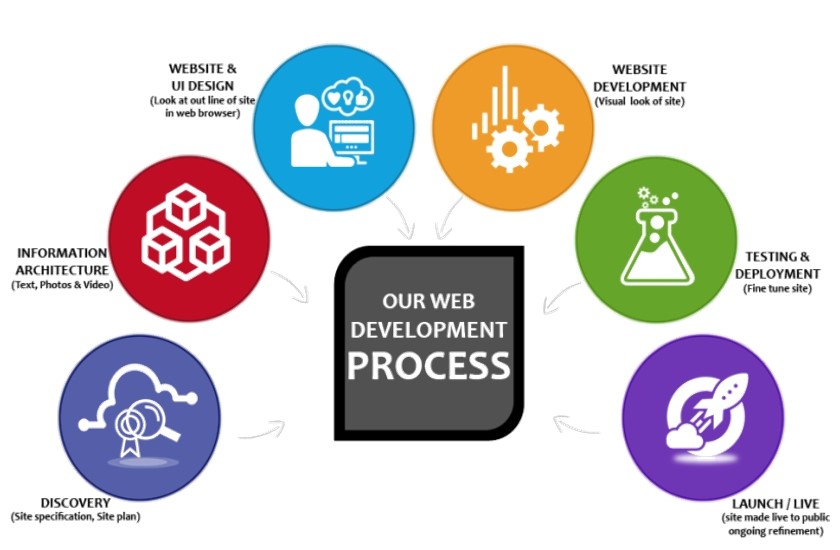 WEBSITE &
UI DESIGN
(Look at out line of site
in web browser)
WEBSITE
DEVELOPMENT
(Visual look of site)
INFORMATION
ARCHITECTURE
(Text, Photos & Video)
TESTING &
DEPLOYMENT
(Fine tune site)
OUR WEB
DEVELOPMENT
PROCESS
DISCOVERY
(Site specification, Site plan)
LAUNCH / LIVE
(site made live to public
ongoing refinement)